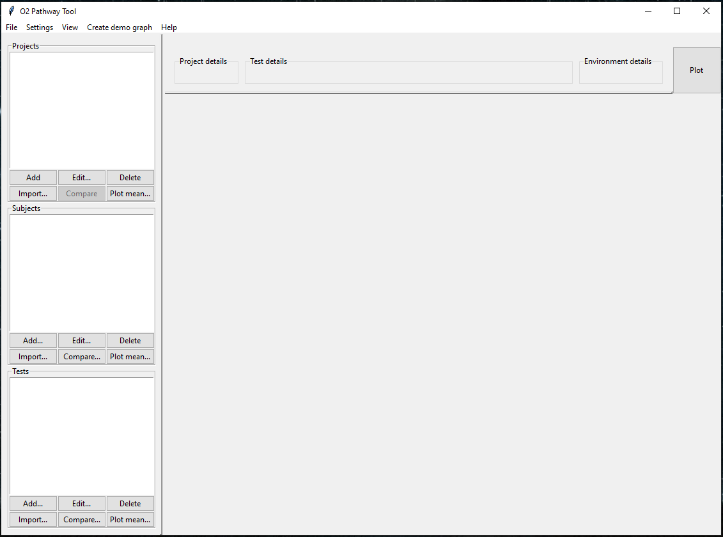 O2 Pathway Tool
File Settings View Create demo graph Help
Projects
Add Edit... Delete
Import... Compare Plot mean...
Subjects
Add... Edit... Delete
Import... Compare... Plot mean...
Tests
Add... Edit... Delete
Import... Compare... Plot mean...
Project details Test details Environment details
Plot